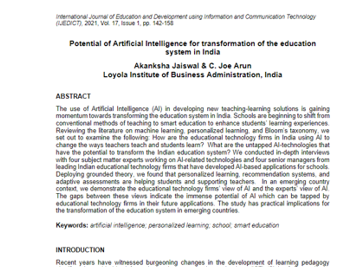 International Journal of Education and Development using Information and Communication Technology
(IJEDICT), 2021, Vol. 17, Issue 1, pp. 142-158
Potential of Artificial Intelligence for transformation of the education
system in India
Akanksha Jaiswal & C. Joe Arun
Loyola Institute of Business Administration, India
ABSTRACT
The use of Artificial Intelligence (AI) in developing new teaching-learning solutions is gaining
momentum towards transforming the education system in India. Schools are beginning to shift from
conventional methods of teaching to smart education to enhance students' learning experiences.
Reviewing the literature on machine learning, personalized learning, and Bloom's taxonomy, we
set out to examine the following: How are the educational technology firms in India using AI to
change the ways teachers teach and students learn? What are the untapped AI-technologies that
have the potential to transform the Indian education system? We conducted in-depth interviews
with four subject matter experts working on AI-related technologies and four senior managers from
leading Indian educational technology firms that have developed AI-based applications for schools.
Deploying grounded theory, we found that personalized learning, recommendation systems, and
adaptive assessments are helping students and supporting teachers. In an emerging country
context, we demonstrate the educational technology firms' view of AI and the experts' view of AI.
The gaps between these views indicate the immense potential of AI which can be tapped by
educational technology firms in their future applications. The study has practical implications for
the transformation of the education system in emerging countries.
Keywords: artificial intelligence; personalized learning; school; smart education
INTRODUCTION
Recent years have witnessed burgeoning changes in the development of learning pedagogy